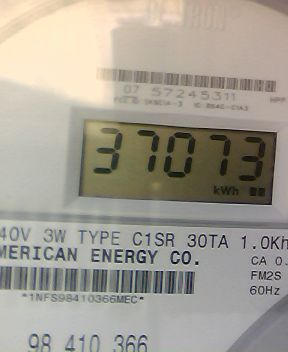 07 57245311
37073
kWh
40V 3W TYPE C1SR 30TA 1.0Kh
MERICAN ENERGY CO.
CA 0.
FM2S
60Hz
*1NFS98410366MEC*
98 410 366